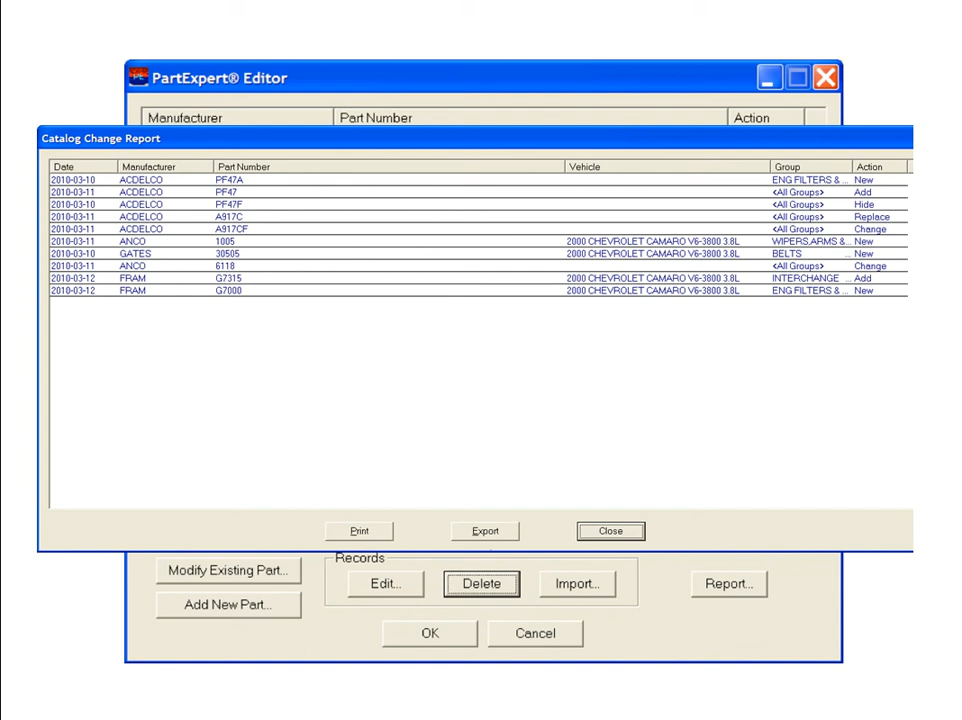 PartExpert® Editor
Manufacturer Part Number Action
Catalog Change Report
Date Manufacturer Part Number Vehicle Group Action
2010-03-10 ACDELCO PF47A ENG FILTERS & ... New
2010-03-11 ACDELCO PF47 <All Groups> Add
2010-03-10 ACDELCO PF47F <All Groups> Hide
2010-03-11 ACDELCO A917C <All Groups> Replace
2010-03-11 ACDELCO A917CF <All Groups> Change
2010-03-11 ANCO 1005 2000 CHEVROLET CAMARO V6-3800 3.8L WIPERS,ARMS &... New
2010-03-10 GATES 30505 2000 CHEVROLET CAMARO V6-3800 3.8L BELTS ... New
2010-03-11 ANCO 6118 <All Groups> Change
2010-03-12 FRAM G7315 2000 CHEVROLET CAMARO V6-3800 3.8L INTERCHANGE ... Add
2010-03-12 FRAM G7000 2000 CHEVROLET CAMARO V6-3800 3.8L ENG FILTERS & ... New
Print Export Close
Records
Modify Existing Part... Edit... Delete Import... Report...
Add New Part...
OK Cancel